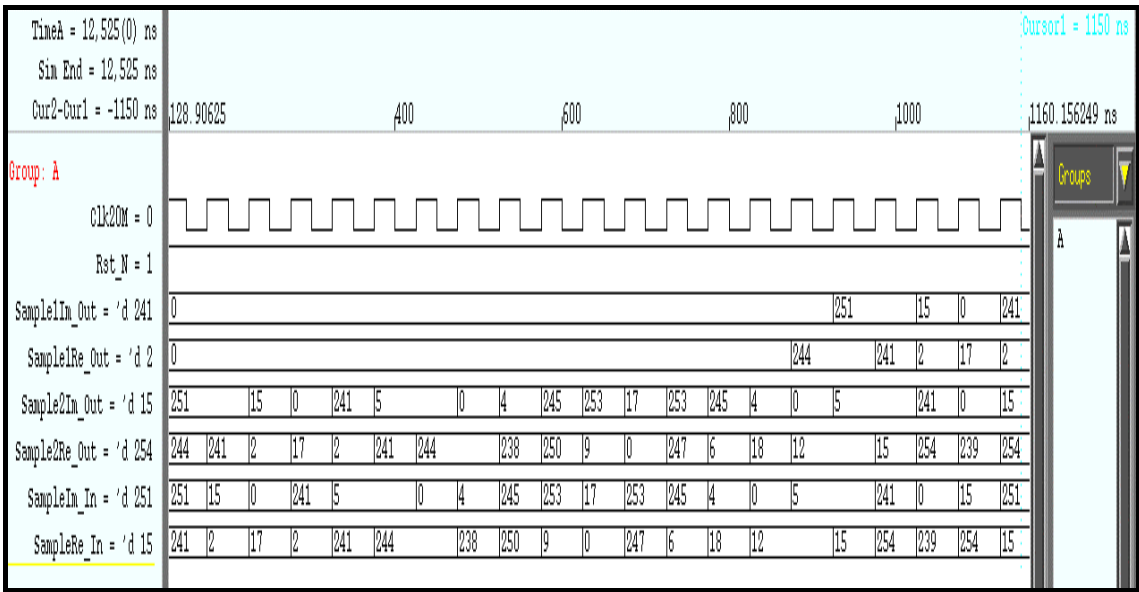 TimeA = 12,525(0) ns
Cursor1 = 1150 ns
Sim End = 12,525 ns
Cur2-Cur1 = -1150 ns
128.90625 400 600 800 1000 1160.156249 ns
Group: A
Groups
Clk20M = 0
A
Rst_N = 1
Sample1Im_Out = 'd 241 0 251 15 0 241
Sample1Re_Out = 'd 2 0 244 241 2 17 2
Sample2Im_Out = 'd 15 251 15 0 241 5 0 4 245 253 17 253 245 4 0 5 241 0 15
Sample2Re_Out = 'd 254 244 241 2 17 2 241 244 238 250 9 0 247 6 18 12 15 254 239 254
SampleIm_In = 'd 251 251 15 0 241 5 0 4 245 253 17 253 245 4 0 5 241 0 15 251
SampleRe_In = 'd 15 241 2 17 2 241 244 238 250 9 0 247 6 18 12 15 254 239 254 15